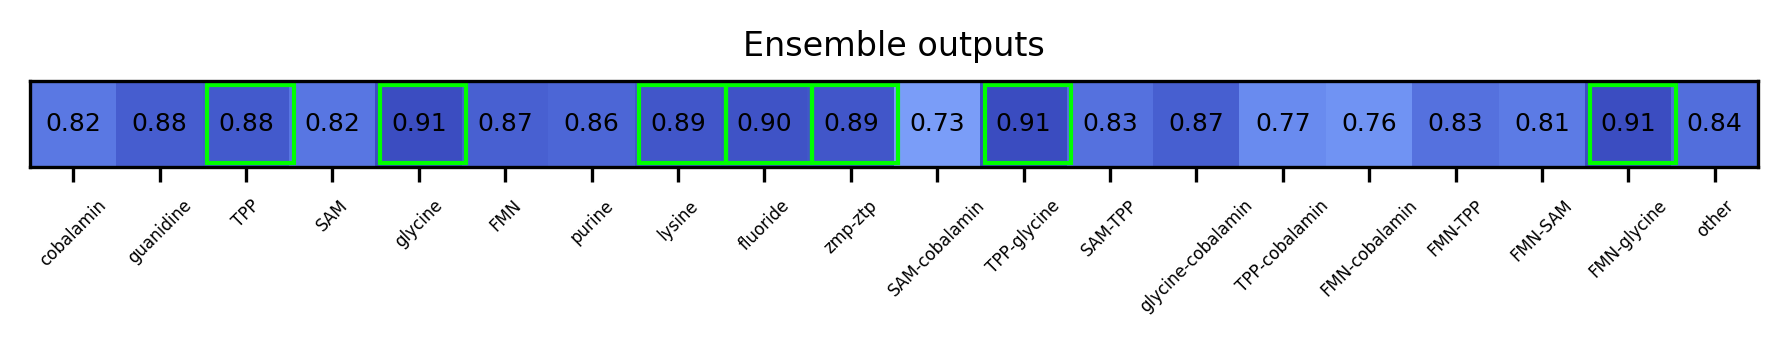 Ensemble outputs
0.82 0.88 0.88 0.82 0.91 0.87 0.86 0.89 0.90 0.89 0.73 0.91 0.83 0.87 0.77 0.76 0.83 0.81 0.91 0.84
cobalamin guanidine TPP SAM glycine FMN purine lysine fluoride zmp-ztp SAM-cobalamin TPP-glycine SAM-TPP glycine-cobalamin TPP-cobalamin FMN-cobalamin FMN-TPP FMN-SAM FMN-glycine other